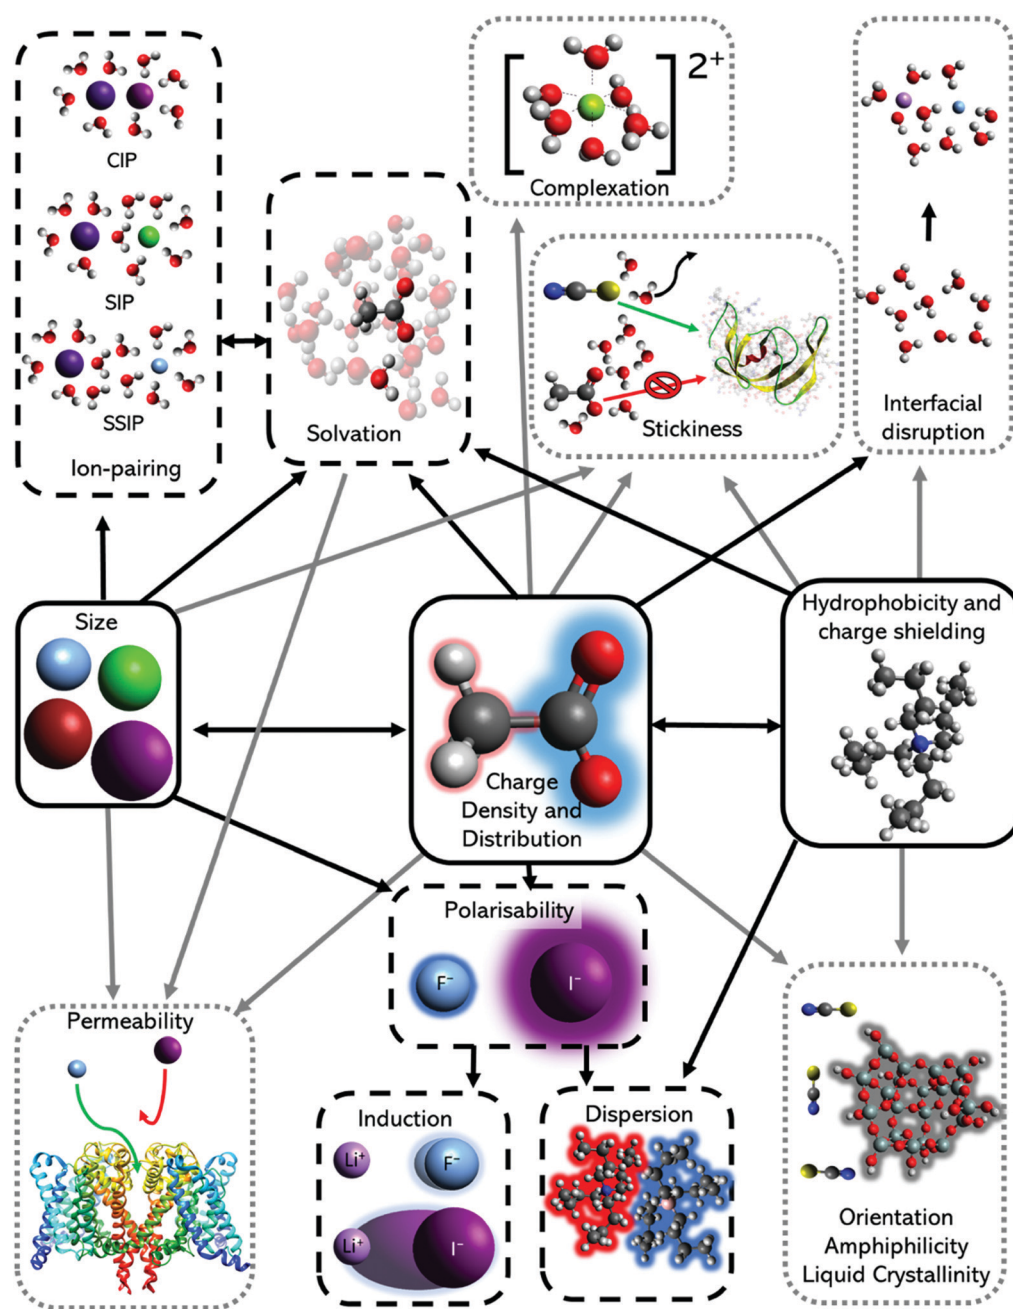 CIP
SIP
SSIP
Ion-pairing
Solvation
2+
Complexation
Stickiness
Interfacial
disruption
Size
Charge
Density and
Distribution
Hydrophobicity and
charge shielding
Polarisability
F⁻
I⁻
Permeability
Induction
Li⁺
F⁻
Li⁺
I⁻
Dispersion
Orientation
Amphiphilicity
Liquid Crystallinity